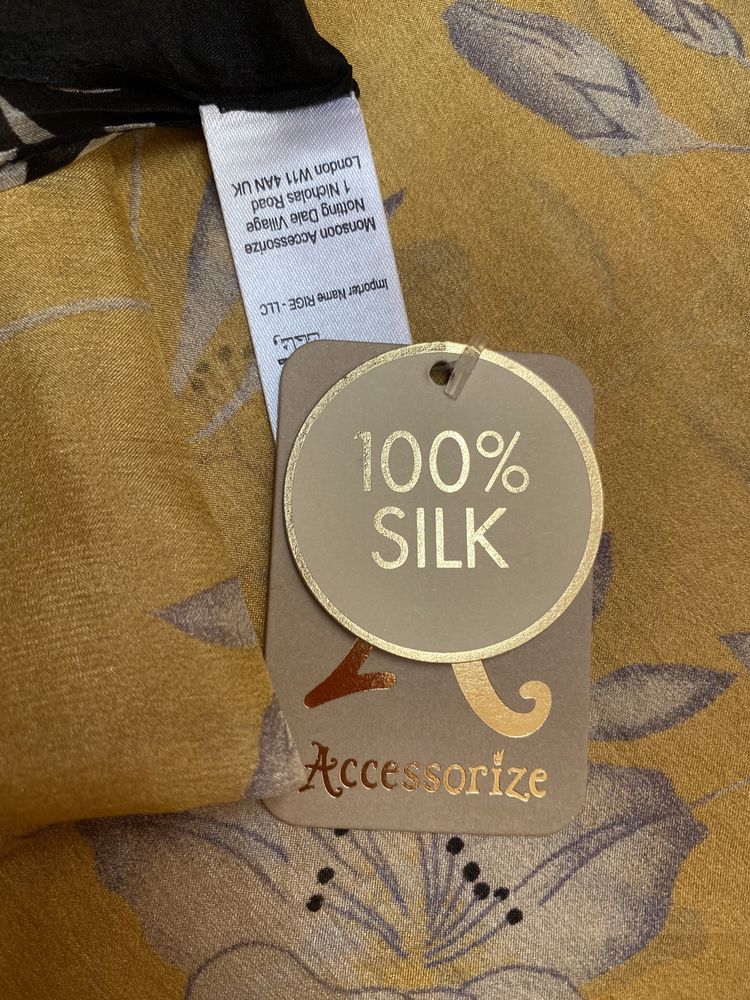 100%
SILK
Accessorize
Importer Name RIGE - LLC
Monsoon Accessorize
Notting Dale Village
1 Nicholas Road
London W11 4AN UK